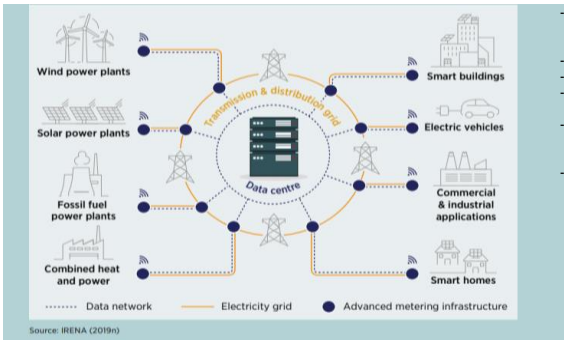 Wind power plants
Solar power plants
Fossil fuel
power plants
Combined heat
and power
Transmission & distribution grid
Data centre
Smart buildings
Electric vehicles
Commercial
& industrial
applications
Smart homes
Data network
Electricity grid
Advanced metering infrastructure
Source: IRENA (2019n)